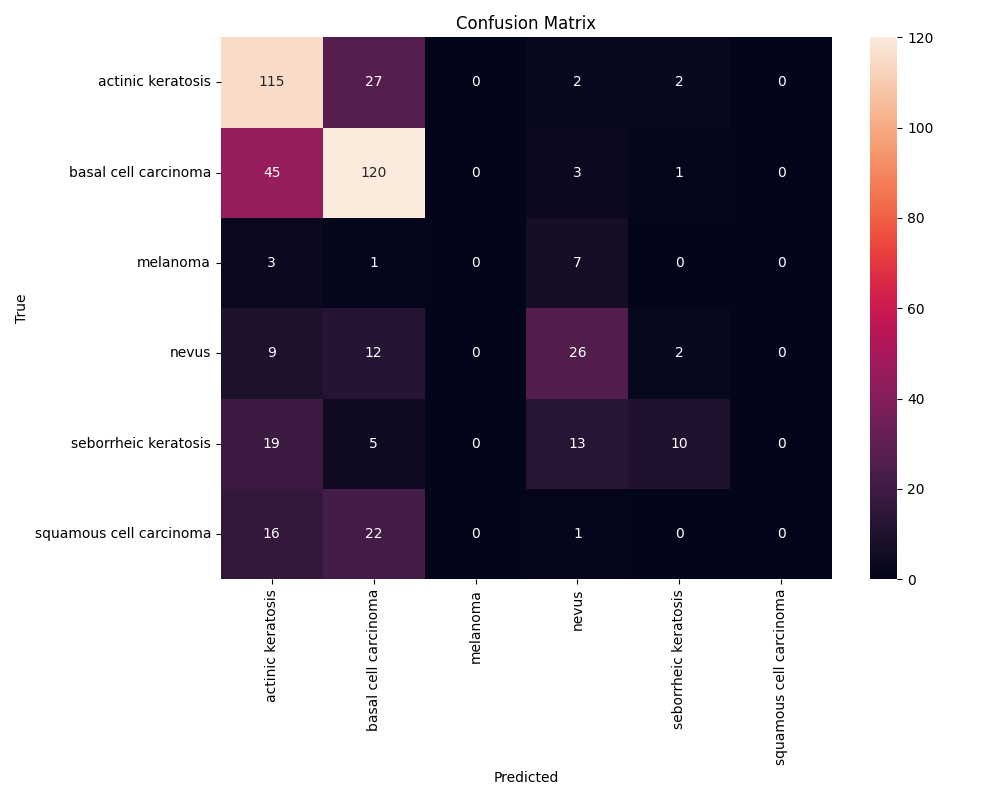 Confusion Matrix
True
actinic keratosis 115 27 0 2 2 0
basal cell carcinoma 45 120 0 3 1 0
melanoma 3 1 0 7 0 0
nevus 9 12 0 26 2 0
seborrheic keratosis 19 5 0 13 10 0
squamous cell carcinoma 16 22 0 1 0 0
actinic keratosis
basal cell carcinoma
melanoma
nevus
seborrheic keratosis
squamous cell carcinoma
Predicted
120
100
80
60
40
20
0